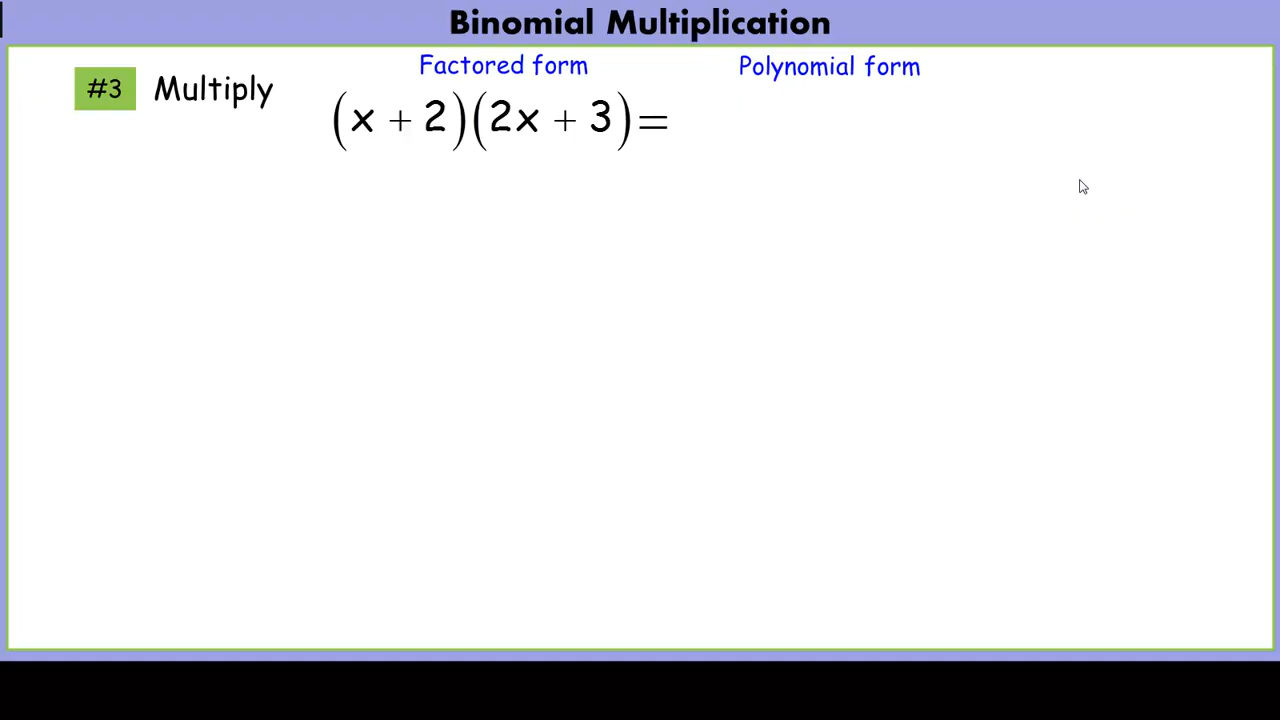 Binomial Multiplication
Factored form
Polynomial form
#3 Multiply (x + 2)(2x + 3)=